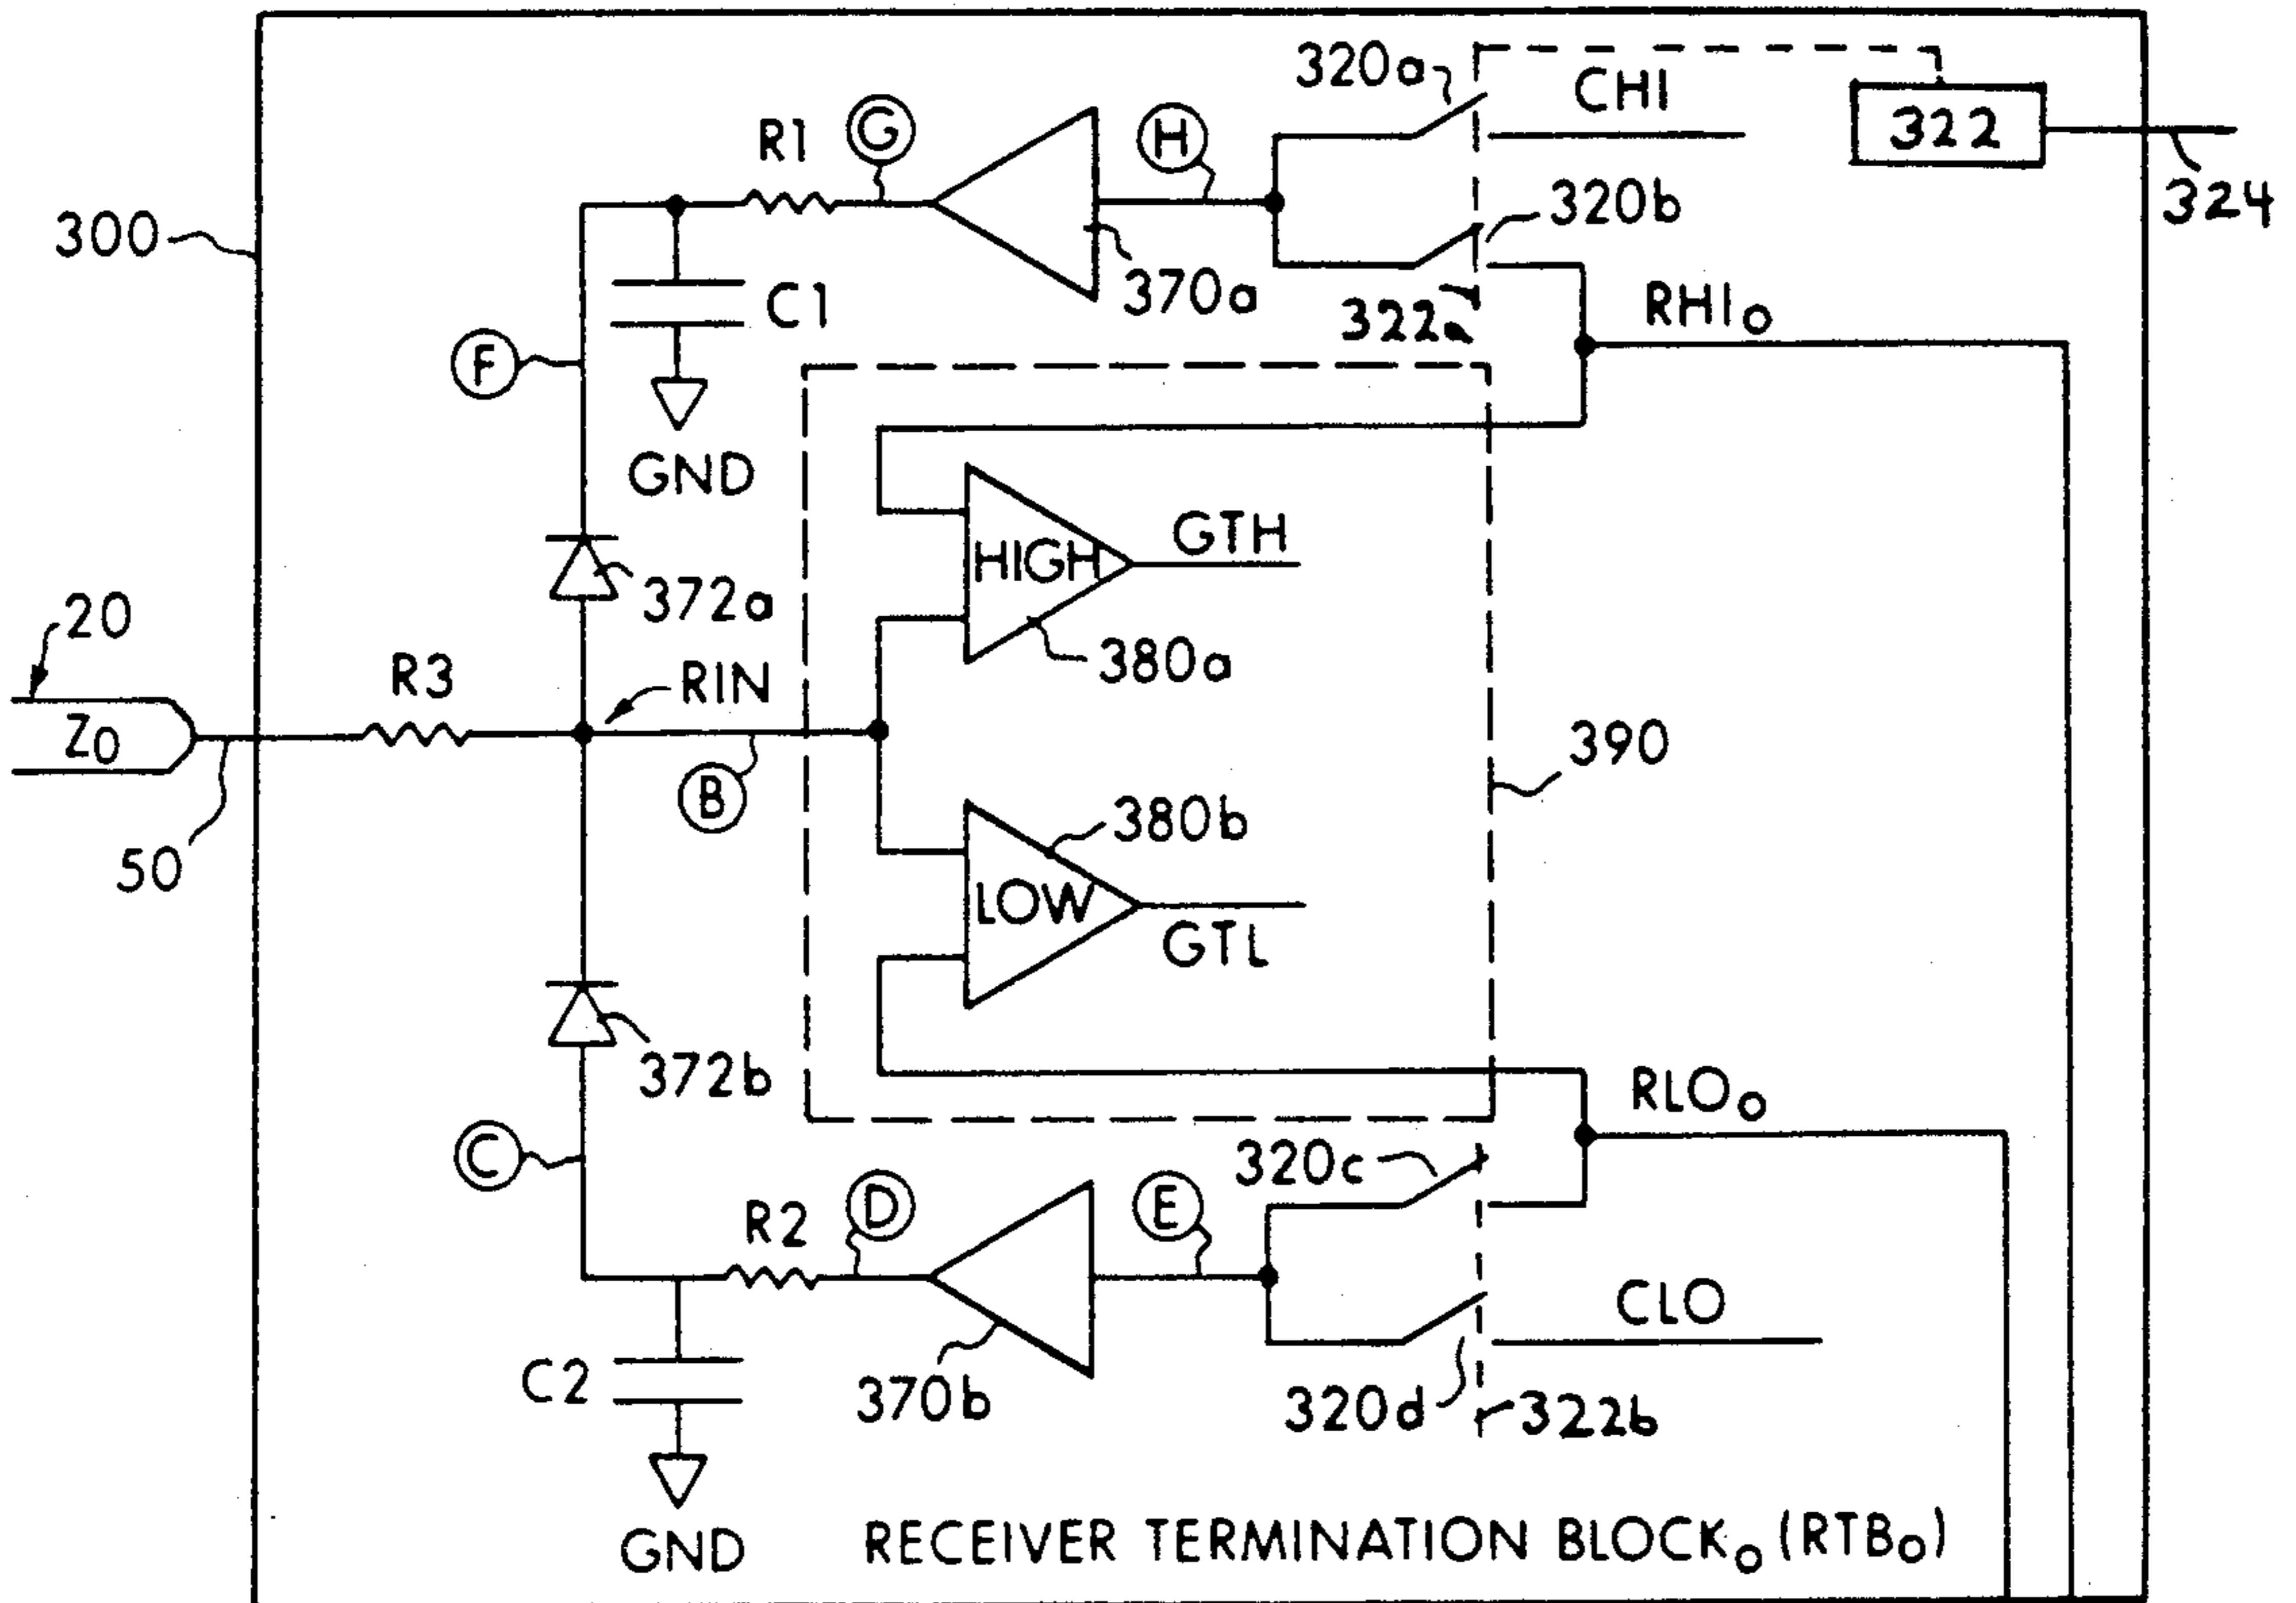 320a
CHI
322
324
R1
G
H
320b
300
C1
370a
322a
RHI0
F
GND
HIGH
GTH
372a
380a
20
R3
RIN
Z0
390
50
B
380b
LOW
GTL
372b
RLO0
C
320c
R2
D
E
CLO
C2
370b
320d
322b
GND
RECEIVER TERMINATION BLOCK0 (RTB0)